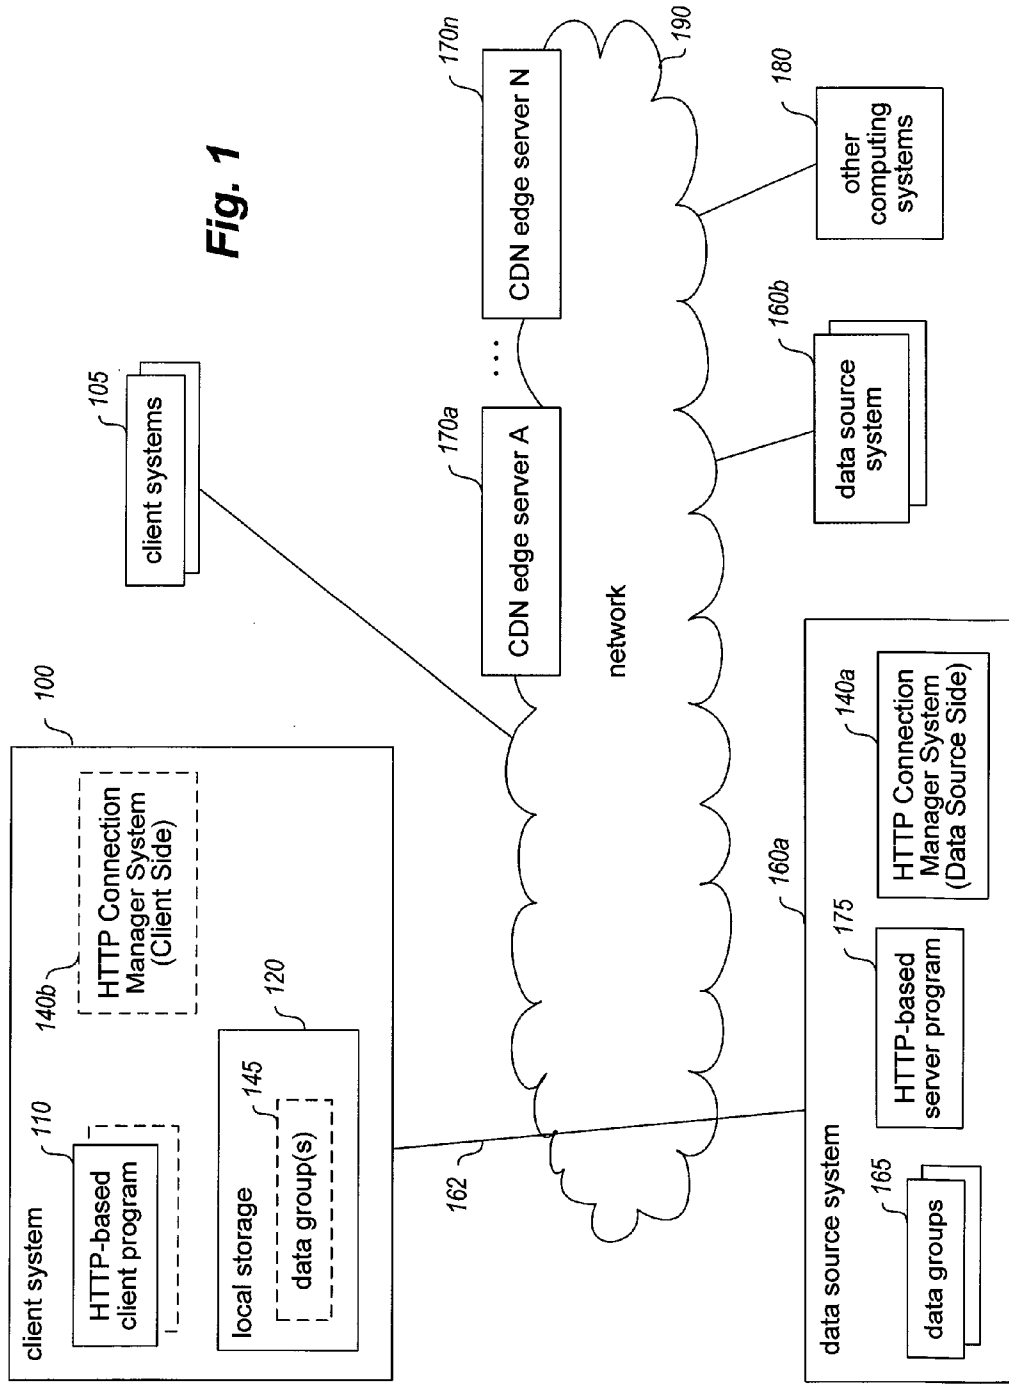 Fig. 1
client system
100
HTTP-based
client program
110
140b
HTTP Connection
Manager System
(Client Side)
local storage
120
145
data group(s)
client systems
105
162
CDN edge server A
170a
...
CDN edge server N
170n
network
190
data source system
160a
data groups
165
HTTP-based
server program
175
HTTP Connection
Manager System
(Data Source Side)
140a
data source
system
160b
other
computing
systems
180